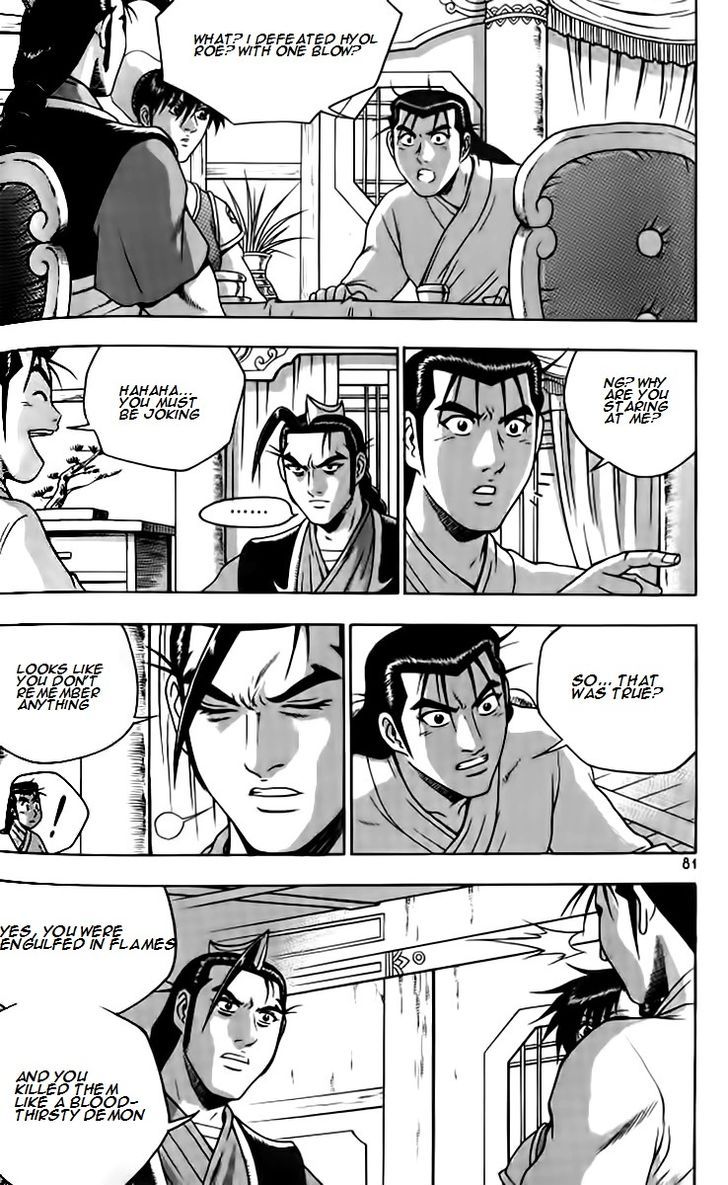 WHAT? I DEFEATED HYOL
ROE? WITH ONE BLOW?
HAHAHA...
YOU MUST
BE JOKING
......
NG? WHY
ARE YOU
STARING
AT ME?
LOOKS LIKE
YOU DON'T
REMEMBER
ANYTHING
!
SO... THAT
WAS TRUE?
81
YES, YOU WERE
ENGULFED IN FLAMES
AND YOU
KILLED THEM
LIKE A BLOOD-
THIRSTY DEMON